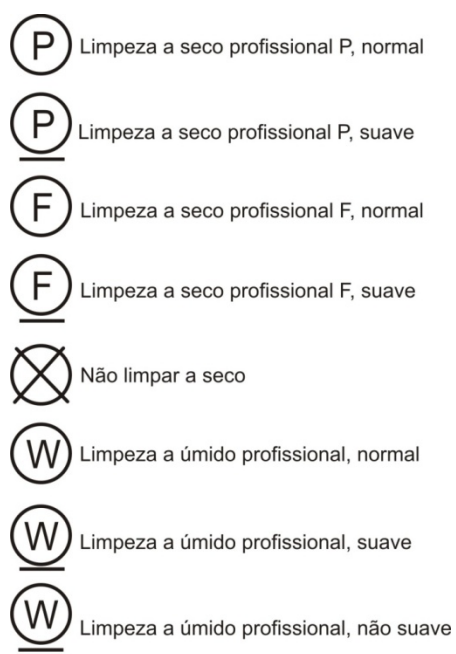 P Limpeza a seco profissional P, normal
P Limpeza a seco profissional P, suave
F Limpeza a seco profissional F, normal
F Limpeza a seco profissional F, suave
Não limpar a seco
W Limpeza a úmido profissional, normal
W Limpeza a úmido profissional, suave
W Limpeza a úmido profissional, não suave